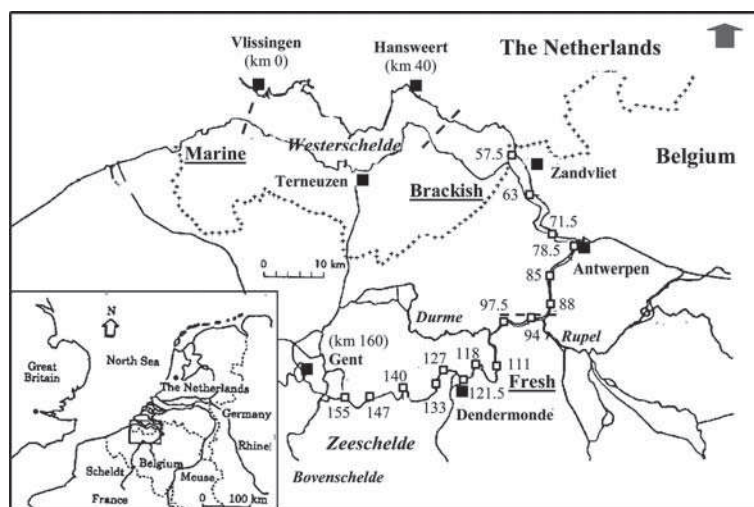 Vlissingen
(km 0)
Hansweert
(km 40)
The Netherlands
Westerschelde
Marine
57.5
Belgium
Zandvliet
Terneuzen
Brackish
63
71.5
78.5
0 10 km
Antwerpen
85
Durme
97.5
88
94
Rupel
(km 160)
Gent
140
127
118
111
121.5
Fresh
155
147
133
Dendermonde
Zeeschelde
Bovenschelde
N
North Sea
Great
Britain
The Netherlands
Germany
Rhine
Belgium
Scheldt
Meuse
France
0 100 km